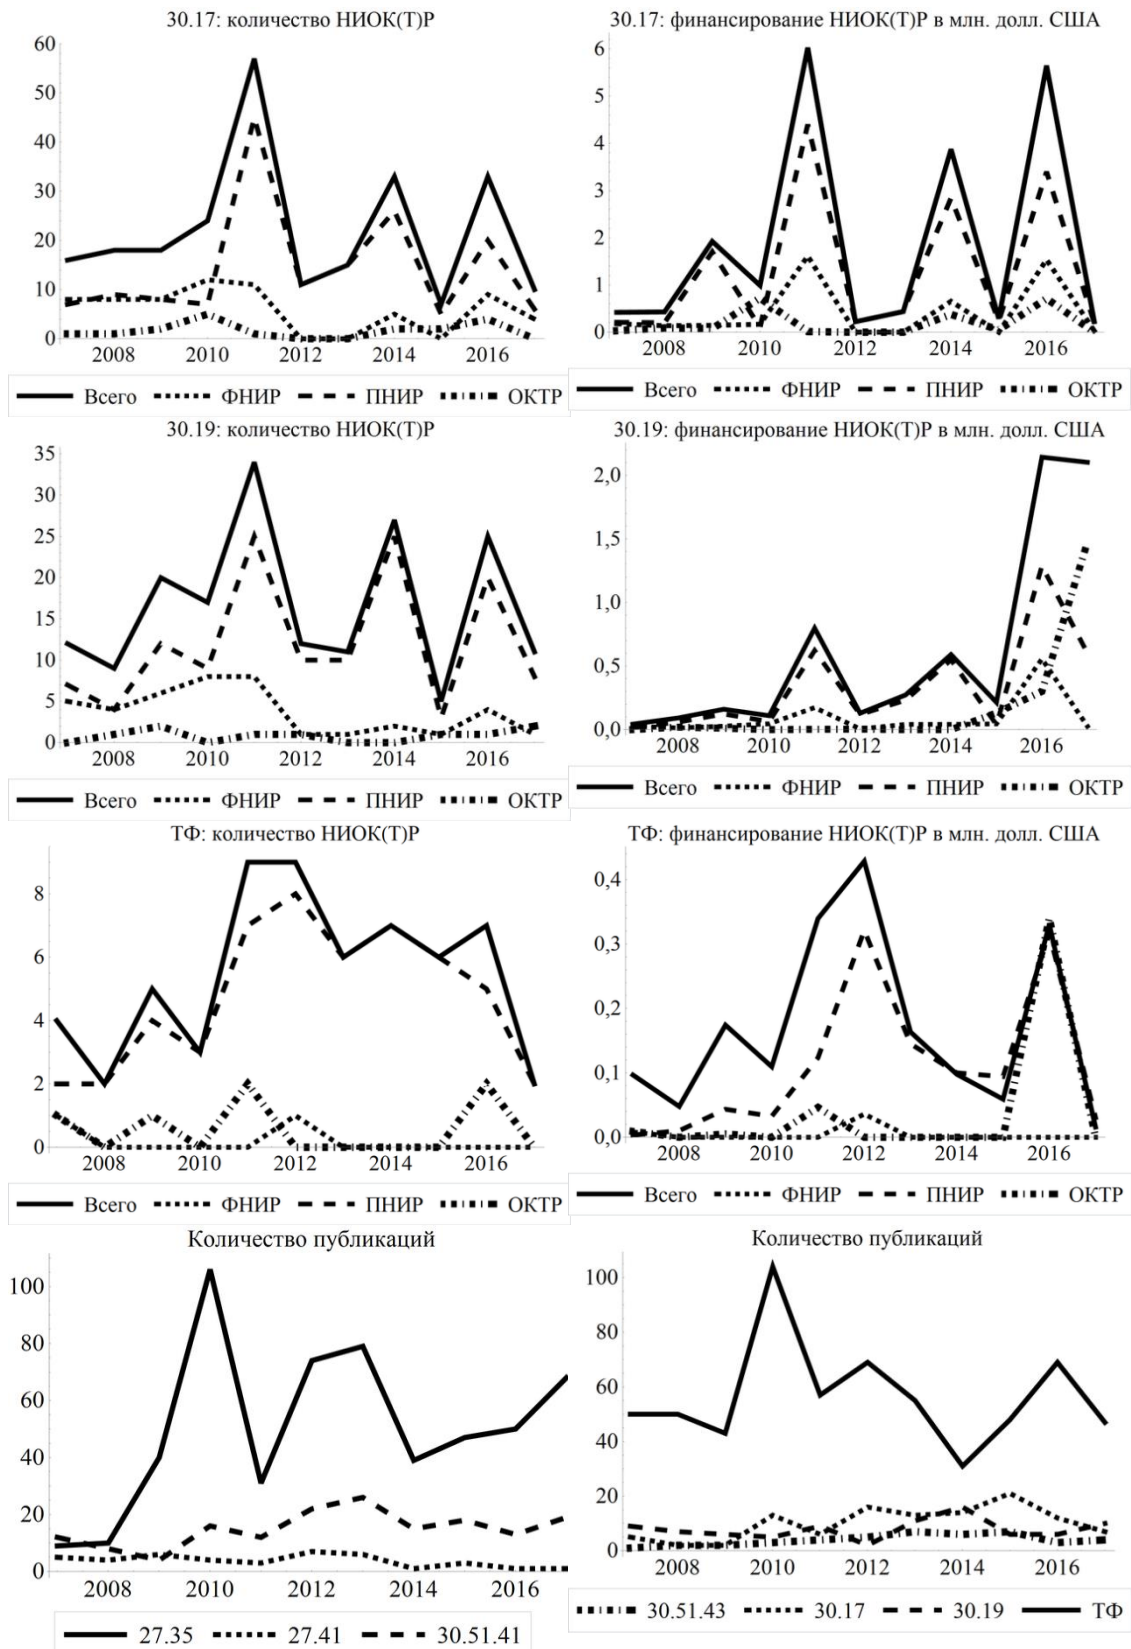 30.17: количество НИОК(Т)Р
60
50
40
30
20
10
0
2008 2010 2012 2014 2016
Всего ФНИР ПНИР ОКТР
30.17: финансирование НИОК(Т)Р в млн. долл. США
6
5
4
3
2
1
0
2008 2010 2012 2014 2016
Всего ФНИР ПНИР ОКТР
30.19: количество НИОК(Т)Р
35
30
25
20
15
10
5
0
2008 2010 2012 2014 2016
Всего ФНИР ПНИР ОКТР
30.19: финансирование НИОК(Т)Р в млн. долл. США
2,0
1,5
1,0
0,5
0,0
2008 2010 2012 2014 2016
Всего ФНИР ПНИР ОКТР
ТФ: количество НИОК(Т)Р
8
6
4
2
0
2008 2010 2012 2014 2016
Всего ФНИР ПНИР ОКТР
ТФ: финансирование НИОК(Т)Р в млн. долл. США
0,4
0,3
0,2
0,1
0,0
2008 2010 2012 2014 2016
Всего ФНИР ПНИР ОКТР
Количество публикаций
100
80
60
40
20
0
2008 2010 2012 2014 2016
27.35 27.41 30.51.41
Количество публикаций
100
80
60
40
20
0
2008 2010 2012 2014 2016
30.51.43 30.17 30.19 ТФ